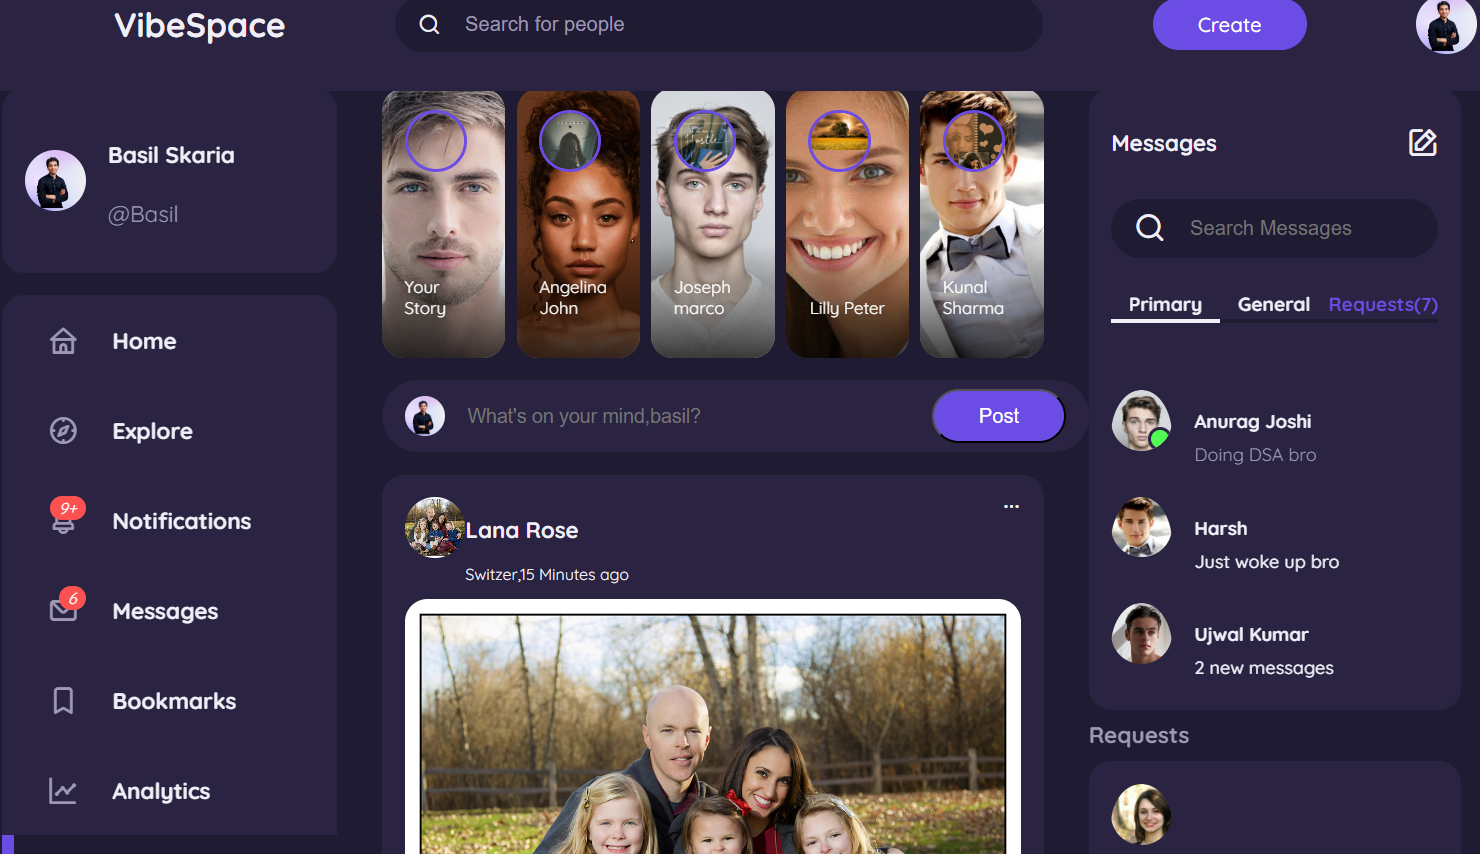 VibeSpace
Search for people
Create
Basil Skaria
@Basil
Home
Explore
9+
Notifications
6
Messages
Bookmarks
Analytics
Your
Story
Angelina
John
Hustle
Joseph
marco
Lilly Peter
Kunal
Sharma
What's on your mind,basil?
Post
Lana Rose
...
Switzer,15 Minutes ago
Messages
Search Messages
Primary
General
Requests(7)
Anurag Joshi
Doing DSA bro
Harsh
Just woke up bro
Ujwal Kumar
2 new messages
Requests